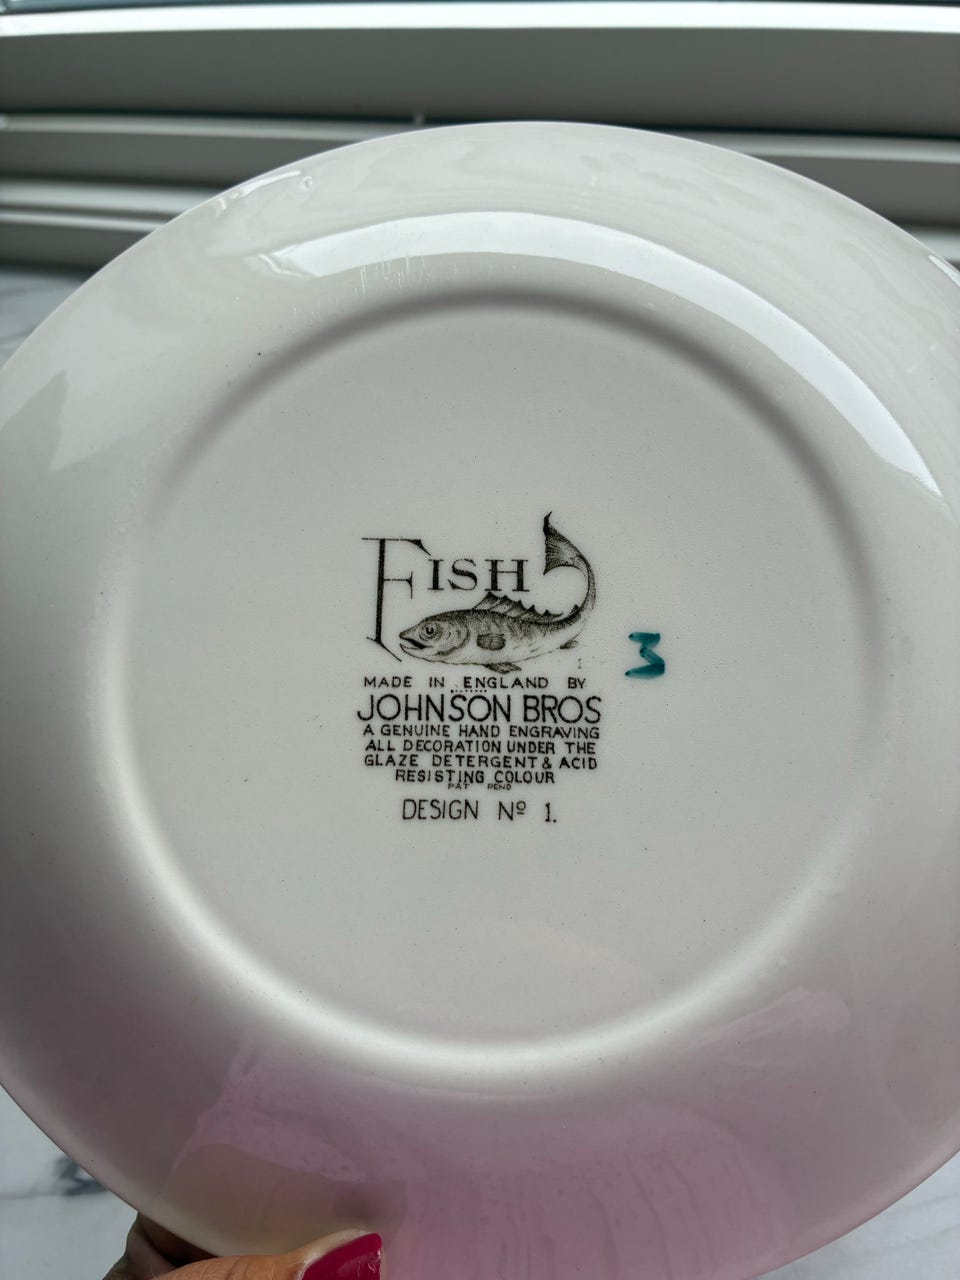 FISH
MADE IN ENGLAND BY
JOHNSON BROS
A GENUINE HAND ENGRAVING
ALL DECORATION UNDER THE
GLAZE DETERGENT & ACID
RESISTING COLOUR
PAT PEND
DESIGN Nº 1.